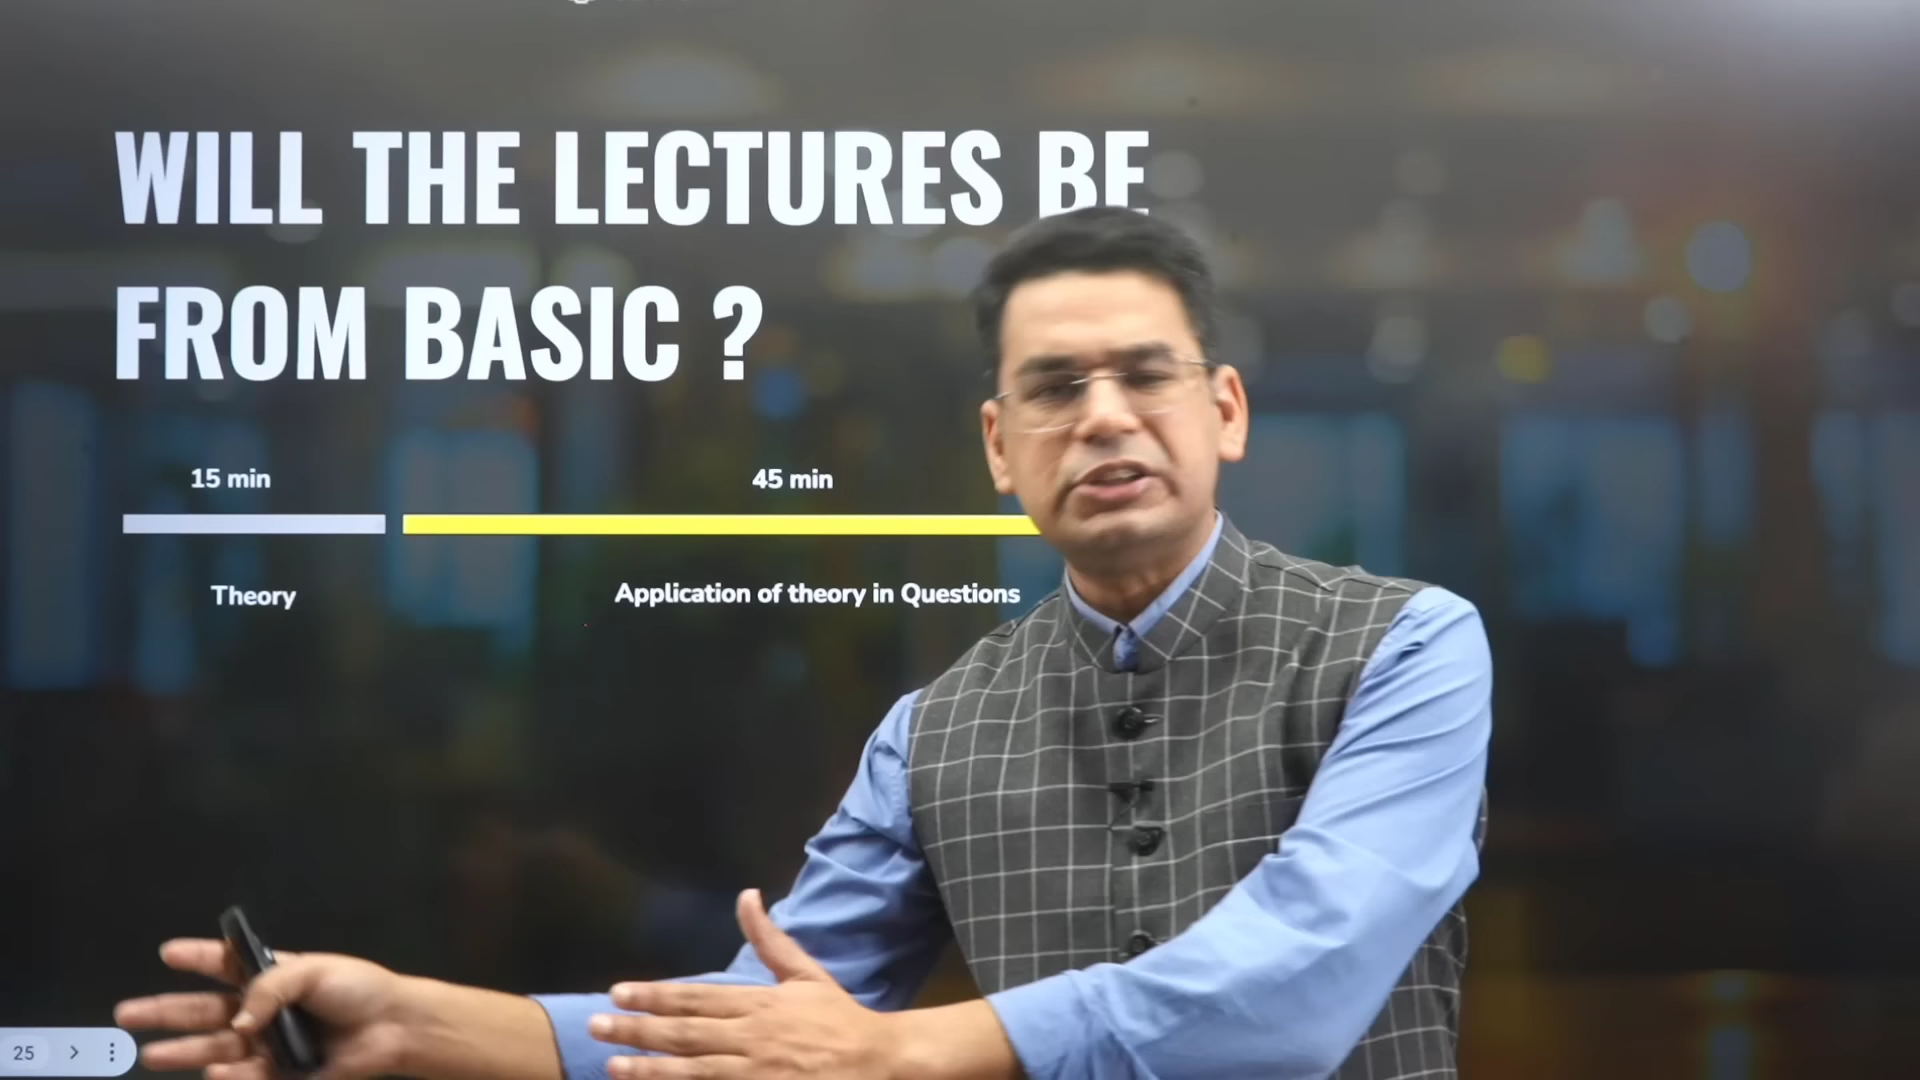 WILL THE LECTURES BE
FROM BASIC ?
15 min
45 min
Theory
Application of theory in Questions
25